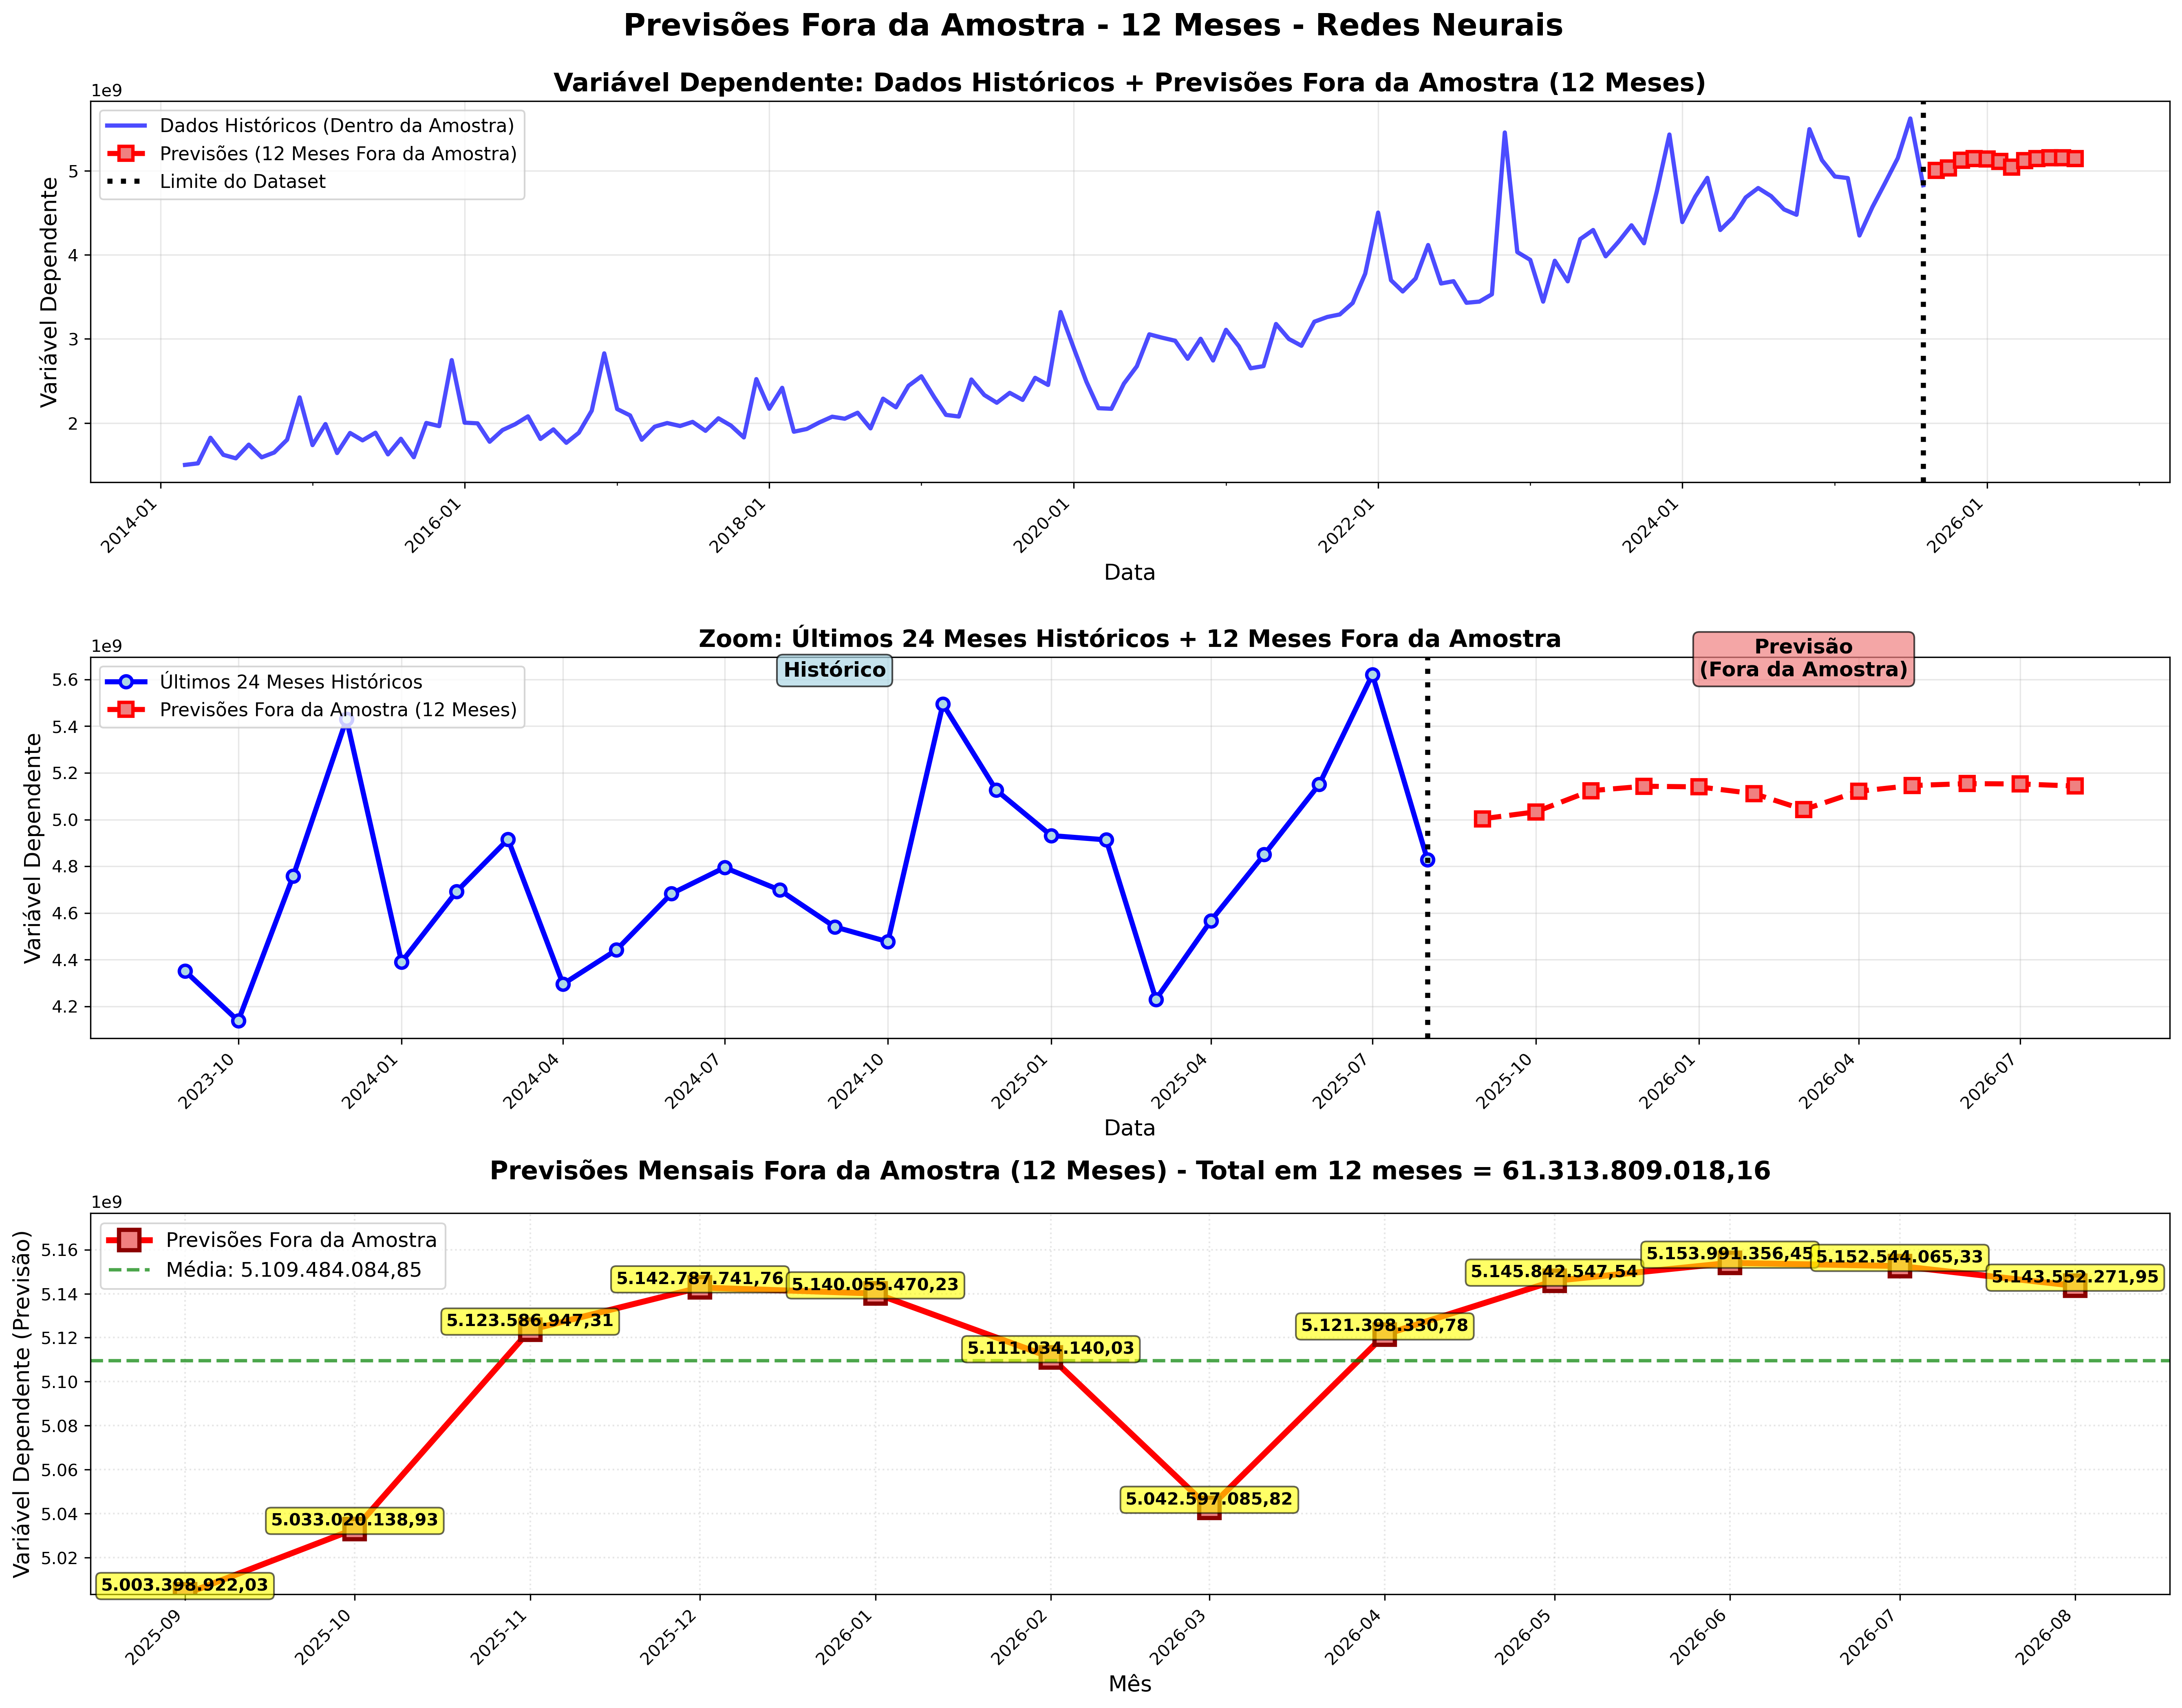 Previsões Fora da Amostra - 12 Meses - Redes Neurais
Variável Dependente: Dados Históricos + Previsões Fora da Amostra (12 Meses)
1e9
Dados Históricos (Dentro da Amostra)
Previsões (12 Meses Fora da Amostra)
Limite do Dataset
Variável Dependente
5
4
3
2
2014-01
2016-01
2018-01
2020-01
2022-01
2024-01
2026-01
Data
Zoom: Últimos 24 Meses Históricos + 12 Meses Fora da Amostra
1e9
Últimos 24 Meses Históricos
Previsões Fora da Amostra (12 Meses)
Histórico
Previsão
(Fora da Amostra)
Variável Dependente
5.6
5.4
5.2
5.0
4.8
4.6
4.4
4.2
2023-10
2024-01
2024-04
2024-07
2024-10
2025-01
2025-04
2025-07
2025-10
2026-01
2026-04
2026-07
Data
Previsões Mensais Fora da Amostra (12 Meses) - Total em 12 meses = 61.313.809.018,16
1e9
Previsões Fora da Amostra
Média: 5.109.484.084,85
Variável Dependente (Previsão)
5.16
5.14
5.12
5.10
5.08
5.06
5.04
5.02
5.003.398.922,03
5.033.020.138,93
5.123.586.947,31
5.142.787.741,76
5.140.055.470,23
5.111.034.140,03
5.042.597.085,82
5.121.398.330,78
5.145.842.547,54
5.153.991.356,45
5.152.544.065,33
5.143.552.271,95
2025-09
2025-10
2025-11
2025-12
2026-01
2026-02
2026-03
2026-04
2026-05
2026-06
2026-07
2026-08
Mês